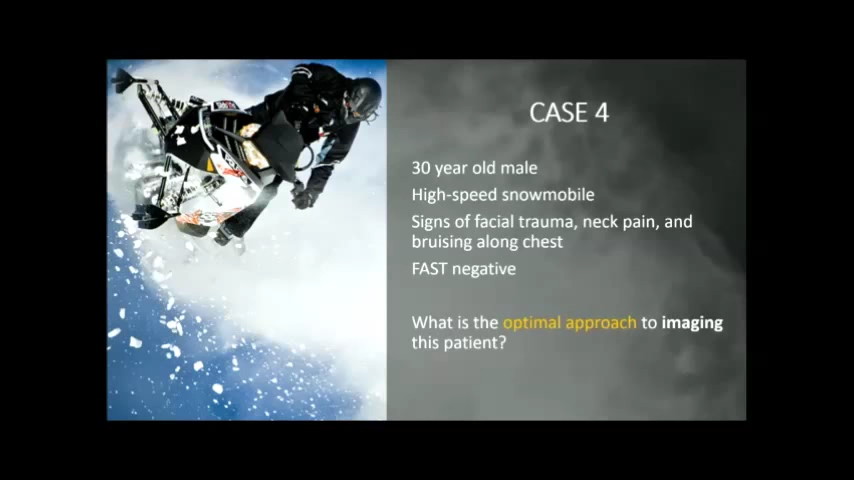 CASE 4
30 year old male
High-speed snowmobile
Signs of facial trauma, neck pain, and
bruising along chest
FAST negative
What is the optimal approach to imaging
this patient?